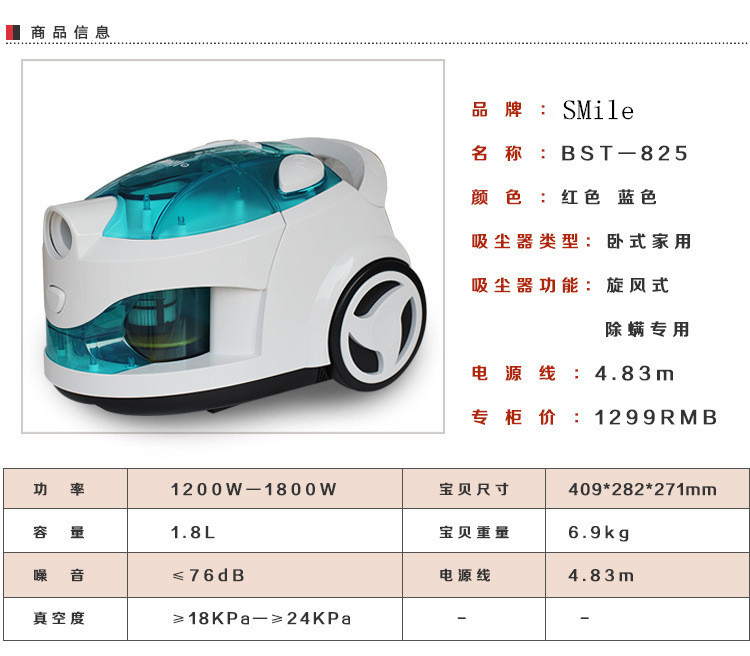 商品信息
品牌：SMile
名称：BST－825
颜色：红色 蓝色
吸尘器类型：卧式家用
吸尘器功能：旋风式
除螨专用
电源线：4.83m
专柜价：1299RMB
功率 1200W－1800W 宝贝尺寸 409*282*271mm
容量 1.8L 宝贝重量 6.9kg
噪音 ≤76dB 电源线 4.83m
真空度 ≥18KPa—≥24KPa - -